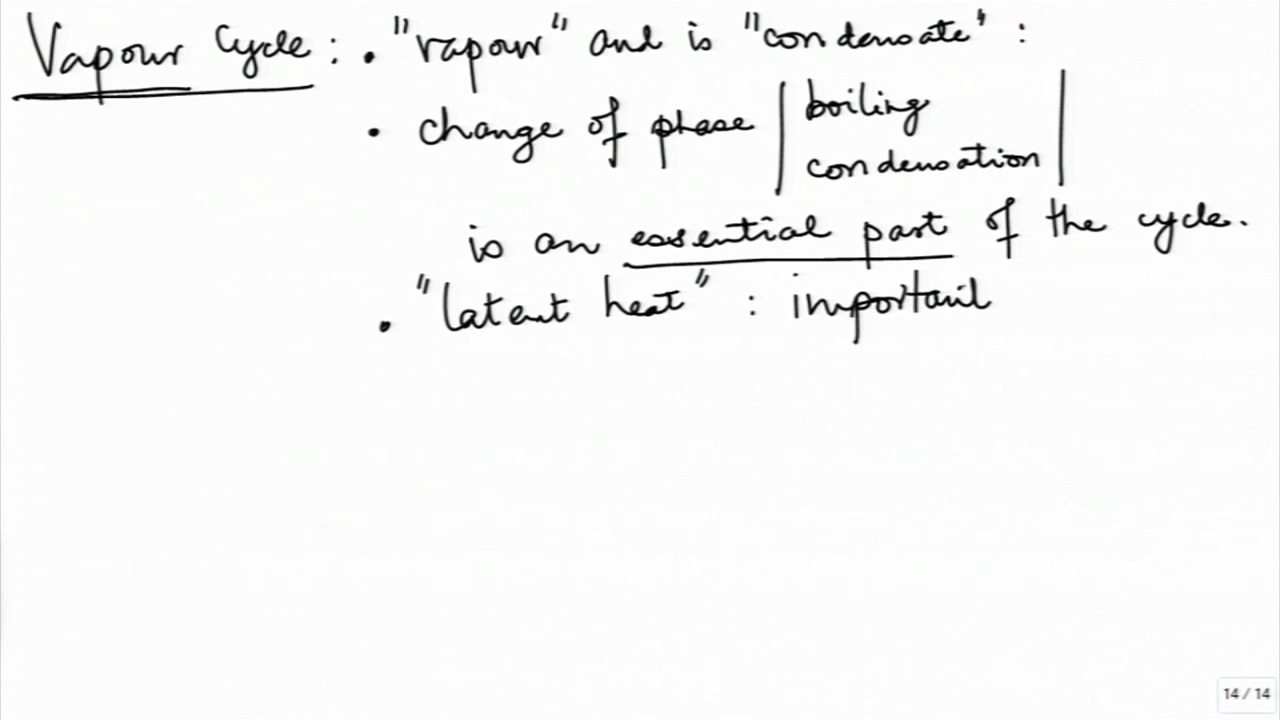 Vapour Cycle : • "vapour" and is "condensate" :
• change of phase | boiling
condensation |
is an essential part of the cycle.
• "latent heat" : important
14 / 14